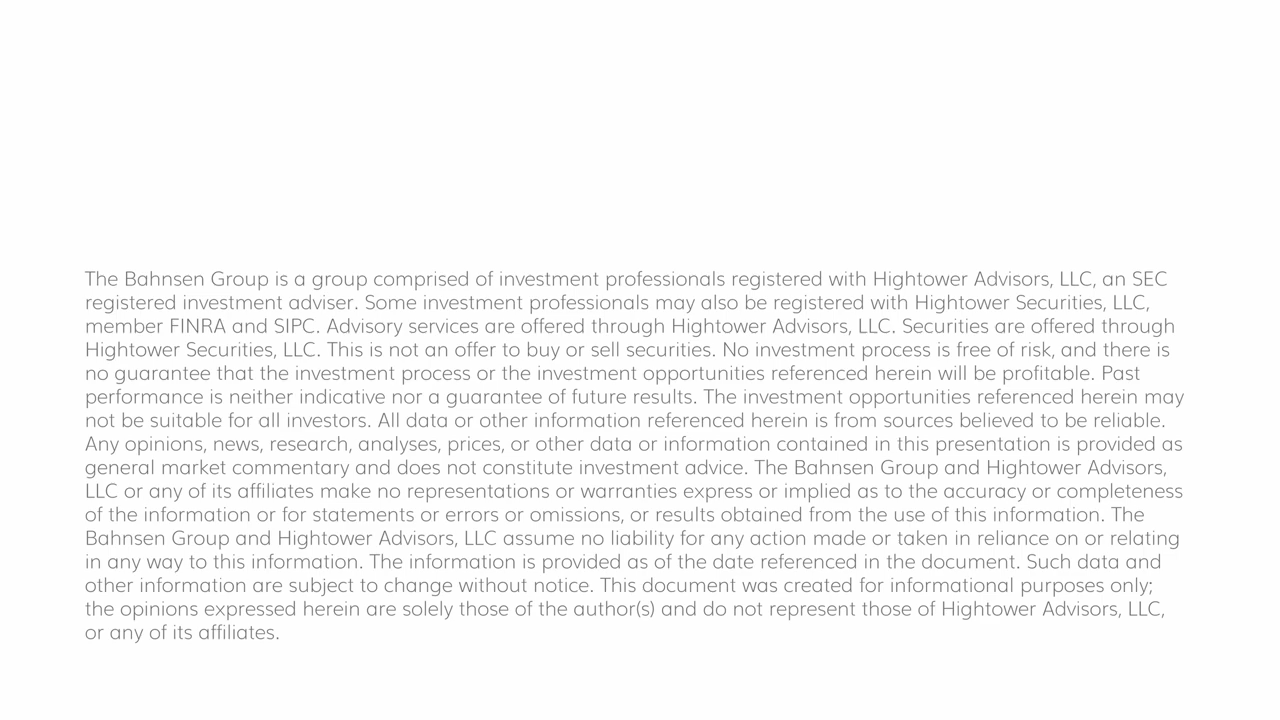 The Bahnsen Group is a group comprised of investment professionals registered with Hightower Advisors, LLC, an SEC
registered investment adviser. Some investment professionals may also be registered with Hightower Securities, LLC,
member FINRA and SIPC. Advisory services are offered through Hightower Advisors, LLC. Securities are offered through
Hightower Securities, LLC. This is not an offer to buy or sell securities. No investment process is free of risk, and there is
no guarantee that the investment process or the investment opportunities referenced herein will be profitable. Past
performance is neither indicative nor a guarantee of future results. The investment opportunities referenced herein may
not be suitable for all investors. All data or other information referenced herein is from sources believed to be reliable.
Any opinions, news, research, analyses, prices, or other data or information contained in this presentation is provided as
general market commentary and does not constitute investment advice. The Bahnsen Group and Hightower Advisors,
LLC or any of its affiliates make no representations or warranties express or implied as to the accuracy or completeness
of the information or for statements or errors or omissions, or results obtained from the use of this information. The
Bahnsen Group and Hightower Advisors, LLC assume no liability for any action made or taken in reliance on or relating
in any way to this information. The information is provided as of the date referenced in the document. Such data and
other information are subject to change without notice. This document was created for informational purposes only;
the opinions expressed herein are solely those of the author(s) and do not represent those of Hightower Advisors, LLC,
or any of its affiliates.